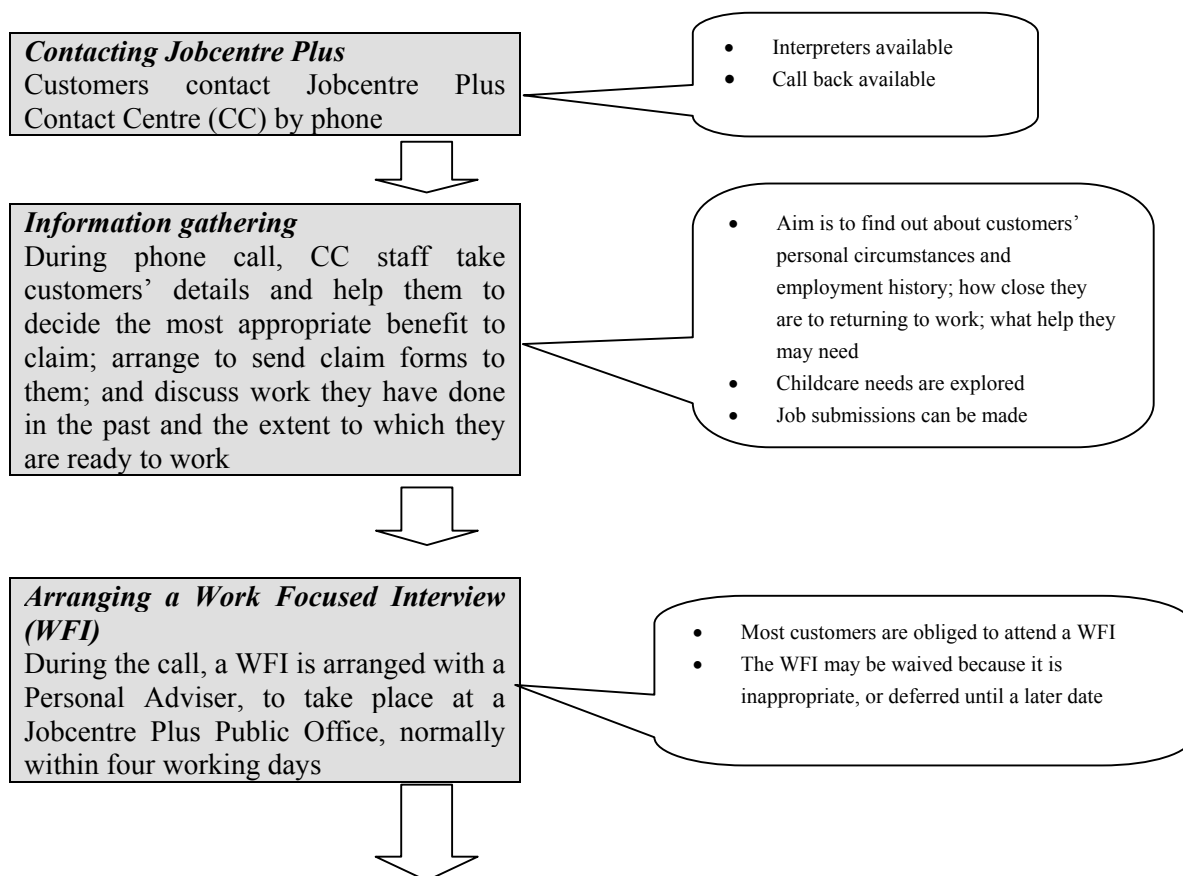 Contacting Jobcentre Plus
Customers contact Jobcentre Plus
Contact Centre (CC) by phone
• Interpreters available
• Call back available
Information gathering
During phone call, CC staff take
customers’ details and help them to
decide the most appropriate benefit to
claim; arrange to send claim forms to
them; and discuss work they have done
in the past and the extent to which they
are ready to work
• Aim is to find out about customers’
personal circumstances and
employment history; how close they
are to returning to work; what help they
may need
• Childcare needs are explored
• Job submissions can be made
Arranging a Work Focused Interview
(WFI)
During the call, a WFI is arranged with a
Personal Adviser, to take place at a
Jobcentre Plus Public Office, normally
within four working days
• Most customers are obliged to attend a WFI
• The WFI may be waived because it is
inappropriate, or deferred until a later date